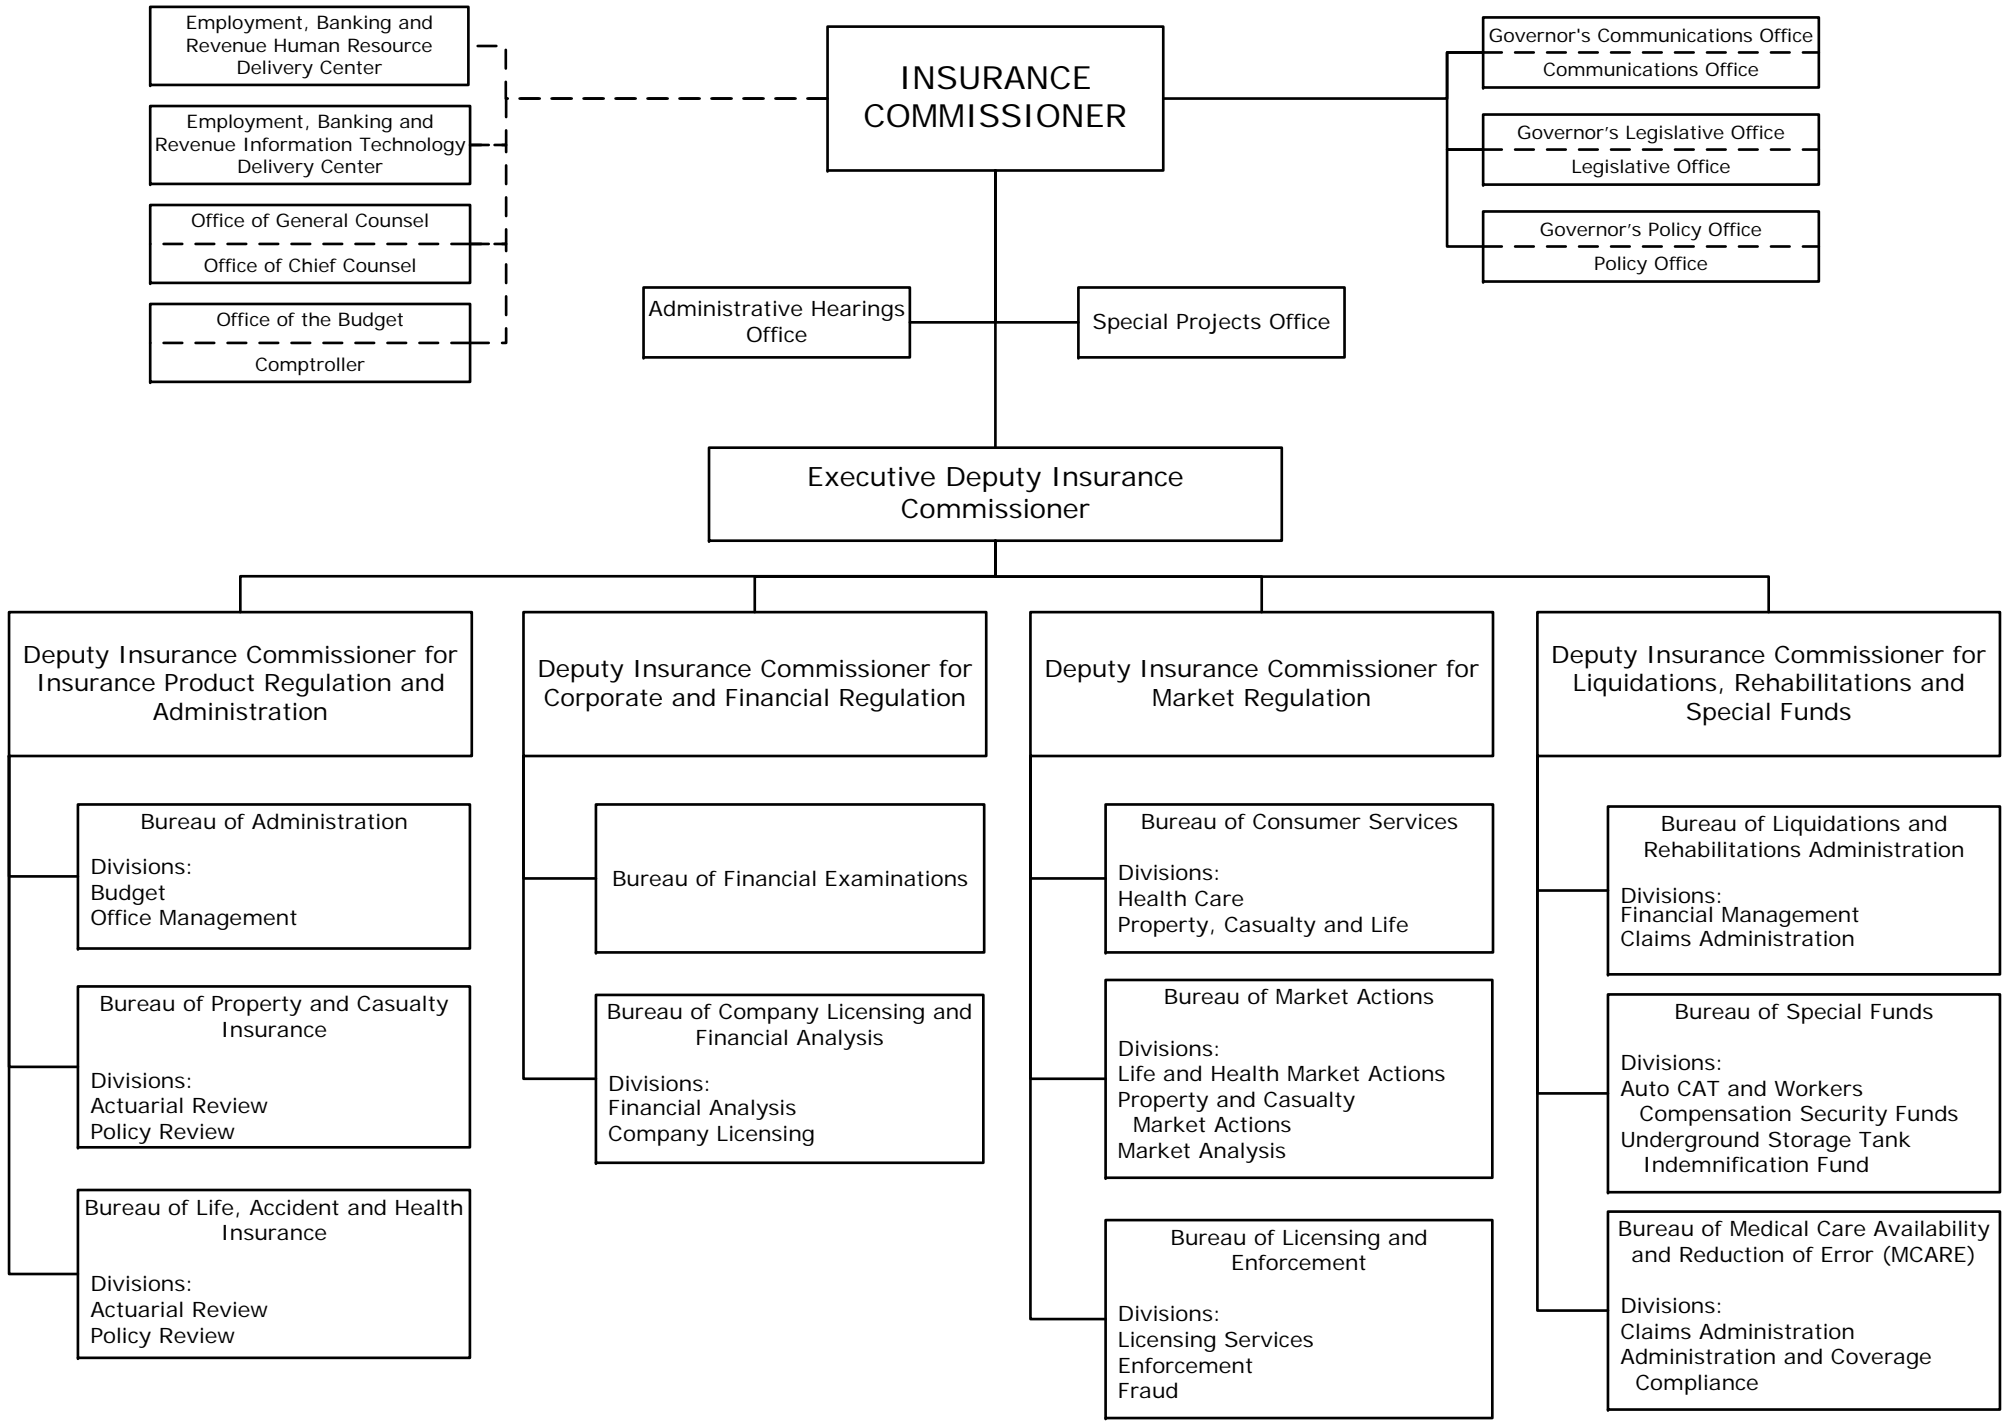 Employment, Banking and
Revenue Human Resource
Delivery Center
Employment, Banking and
Revenue Information Technology
Delivery Center
Office of General Counsel
Office of Chief Counsel
Office of the Budget
Comptroller
INSURANCE
COMMISSIONER
Governor's Communications Office
Communications Office
Governor’s Legislative Office
Legislative Office
Governor’s Policy Office
Policy Office
Administrative Hearings
Office
Special Projects Office
Executive Deputy Insurance
Commissioner
Deputy Insurance Commissioner for
Insurance Product Regulation and
Administration
Bureau of Administration
Divisions:
Budget
Office Management
Bureau of Property and Casualty
Insurance
Divisions:
Actuarial Review
Policy Review
Bureau of Life, Accident and Health
Insurance
Divisions:
Actuarial Review
Policy Review
Deputy Insurance Commissioner for
Corporate and Financial Regulation
Bureau of Financial Examinations
Bureau of Company Licensing and
Financial Analysis
Divisions:
Financial Analysis
Company Licensing
Deputy Insurance Commissioner for
Market Regulation
Bureau of Consumer Services
Divisions:
Health Care
Property, Casualty and Life
Bureau of Market Actions
Divisions:
Life and Health Market Actions
Property and Casualty
Market Actions
Market Analysis
Bureau of Licensing and
Enforcement
Divisions:
Licensing Services
Enforcement
Fraud
Deputy Insurance Commissioner for
Liquidations, Rehabilitations and
Special Funds
Bureau of Liquidations and
Rehabilitations Administration
Divisions:
Financial Management
Claims Administration
Bureau of Special Funds
Divisions:
Auto CAT and Workers
Compensation Security Funds
Underground Storage Tank
Indemnification Fund
Bureau of Medical Care Availability
and Reduction of Error (MCARE)
Divisions:
Claims Administration
Administration and Coverage
Compliance